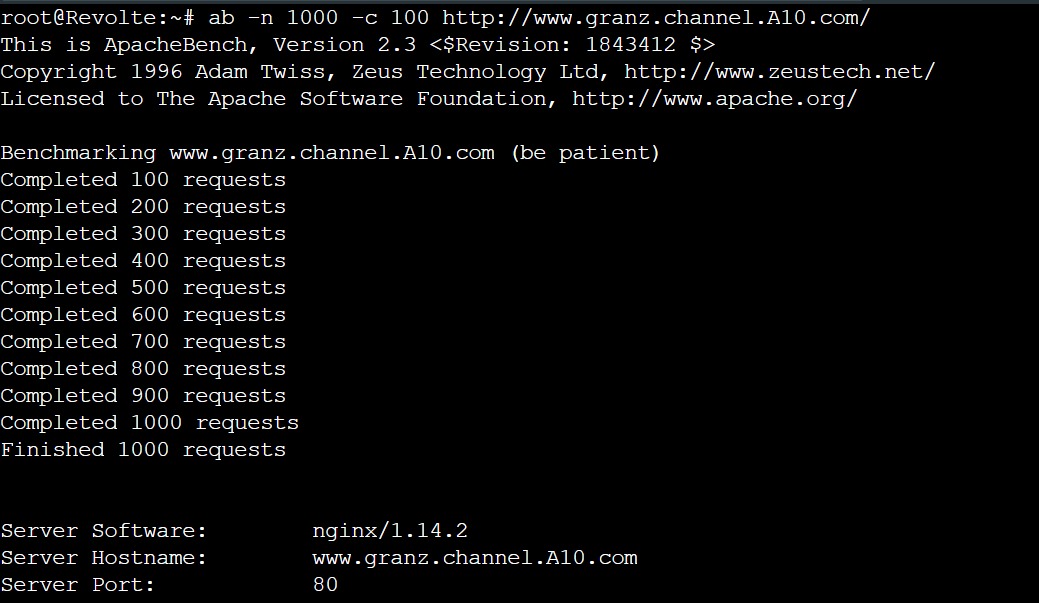 root@Revolte:~# ab -n 1000 -c 100 http://www.granz.channel.A10.com/
This is ApacheBench, Version 2.3 <$Revision: 1843412 $>
Copyright 1996 Adam Twiss, Zeus Technology Ltd, http://www.zeustech.net/
Licensed to The Apache Software Foundation, http://www.apache.org/

Benchmarking www.granz.channel.A10.com (be patient)
Completed 100 requests
Completed 200 requests
Completed 300 requests
Completed 400 requests
Completed 500 requests
Completed 600 requests
Completed 700 requests
Completed 800 requests
Completed 900 requests
Completed 1000 requests
Finished 1000 requests


Server Software:        nginx/1.14.2
Server Hostname:        www.granz.channel.A10.com
Server Port:            80